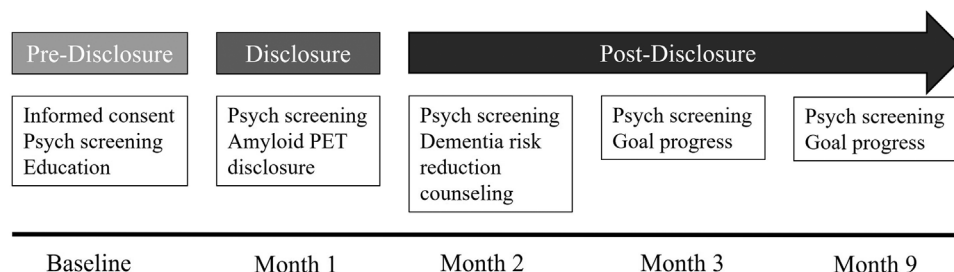 Pre-Disclosure
Disclosure
Post-Disclosure
Informed consent
Psych screening
Education
Psych screening
Amyloid PET
disclosure
Psych screening
Dementia risk
reduction
counseling
Psych screening
Goal progress
Psych screening
Goal progress
Baseline
Month 1
Month 2
Month 3
Month 9